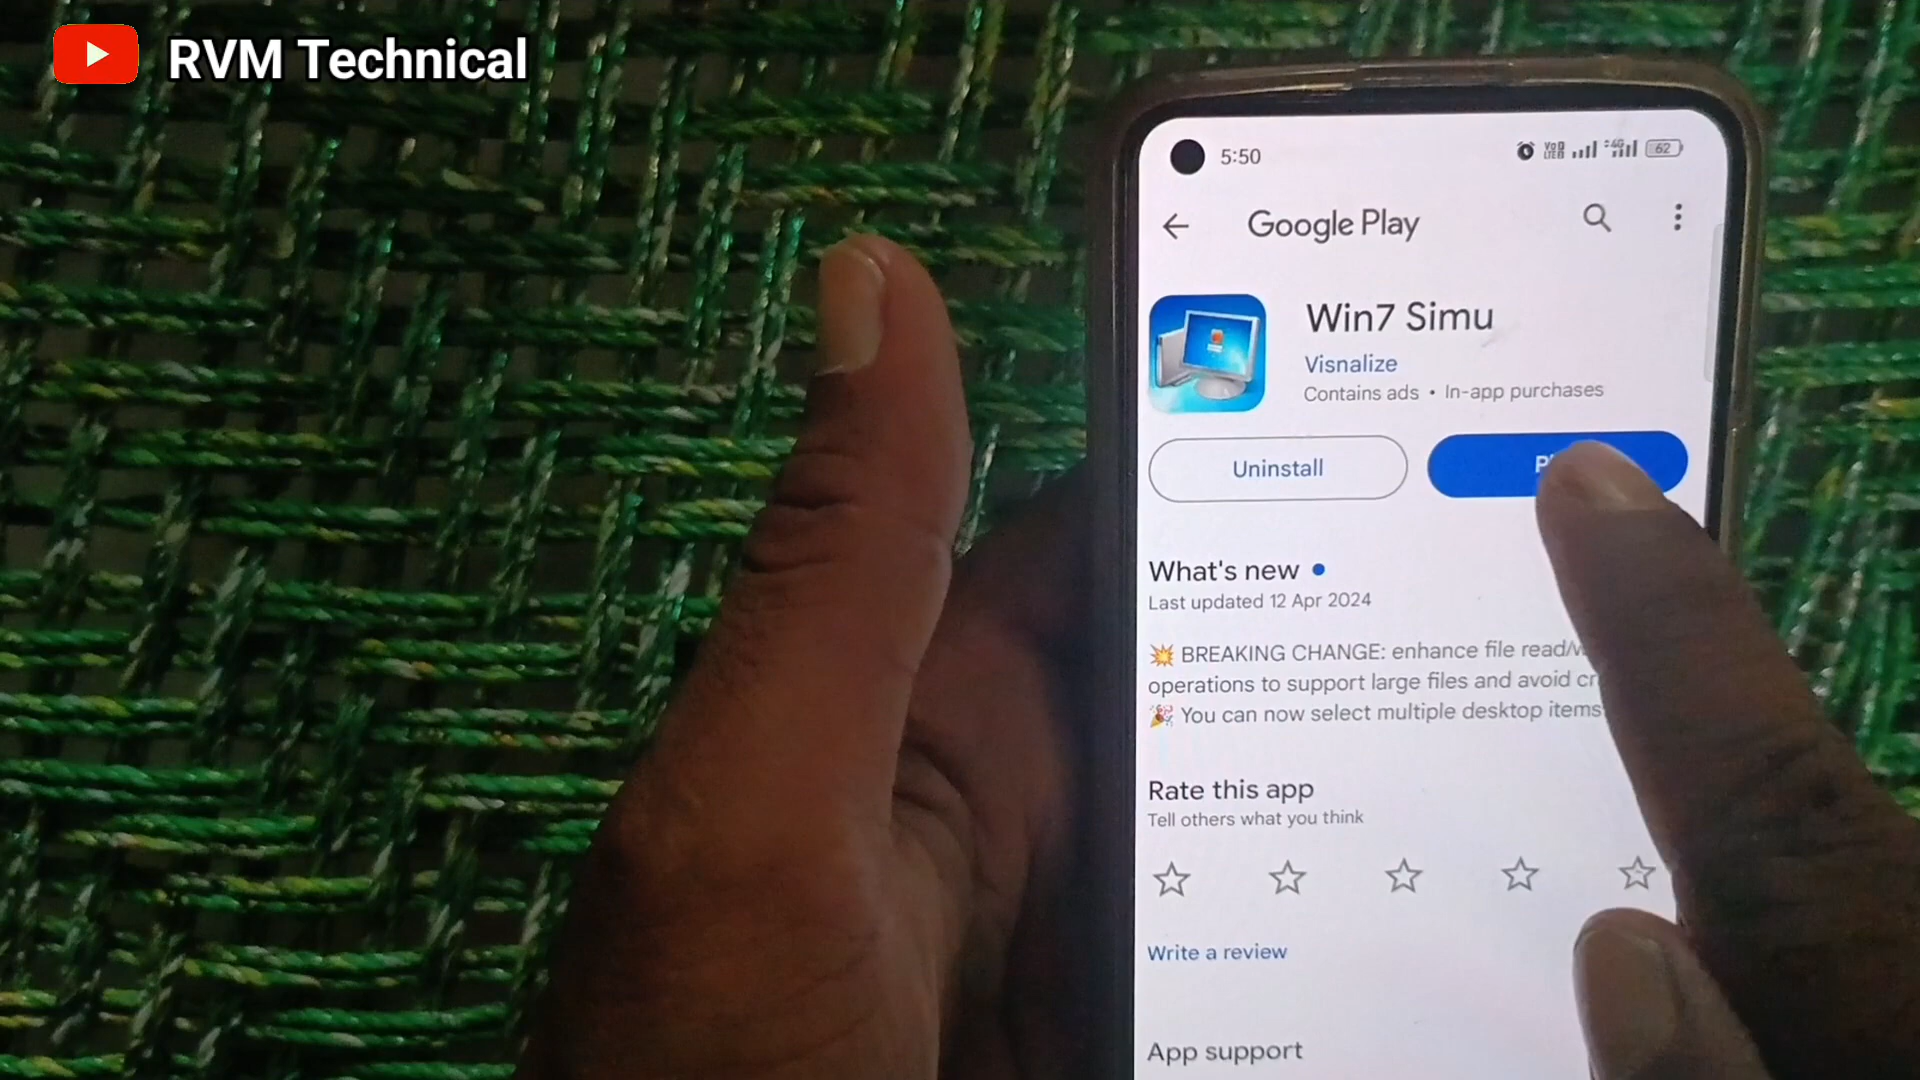 RVM Technical
5:50
62
Google Play
Win7 Simu
Visnalize
Contains ads • In-app purchases
Uninstall
What's new
Last updated 12 Apr 2024
💥 BREAKING CHANGE: enhance file read/
operations to support large files and avoid
🎉 You can now select multiple desktop items
Rate this app
Tell others what you think
Write a review
App support